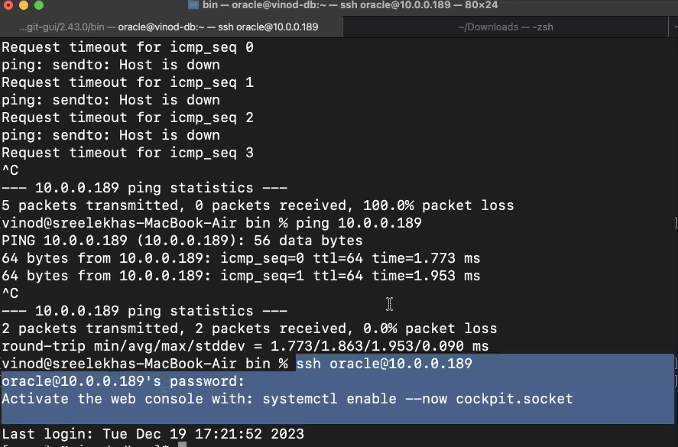 bin — oracle@vinod-db:~ — ssh oracle@10.0.0.189 — 80×24
...git-gui/2.43.0/bin — oracle@vinod-db:~ — ssh oracle@10.0.0.189
~/Downloads — -zsh
Request timeout for icmp_seq 0
ping: sendto: Host is down
Request timeout for icmp_seq 1
ping: sendto: Host is down
Request timeout for icmp_seq 2
ping: sendto: Host is down
Request timeout for icmp_seq 3
^C
--- 10.0.0.189 ping statistics ---
5 packets transmitted, 0 packets received, 100.0% packet loss
[vinod@sreelekhas-MacBook-Air bin % ping 10.0.0.189 ]
PING 10.0.0.189 (10.0.0.189): 56 data bytes
64 bytes from 10.0.0.189: icmp_seq=0 ttl=64 time=1.773 ms
64 bytes from 10.0.0.189: icmp_seq=1 ttl=64 time=1.953 ms
^C
--- 10.0.0.189 ping statistics ---
2 packets transmitted, 2 packets received, 0.0% packet loss
round-trip min/avg/max/stddev = 1.773/1.863/1.953/0.090 ms
[vinod@sreelekhas-MacBook-Air bin % ssh oracle@10.0.0.189 ]
oracle@10.0.0.189's password:
Activate the web console with: systemctl enable --now cockpit.socket
Last login: Tue Dec 19 17:21:52 2023